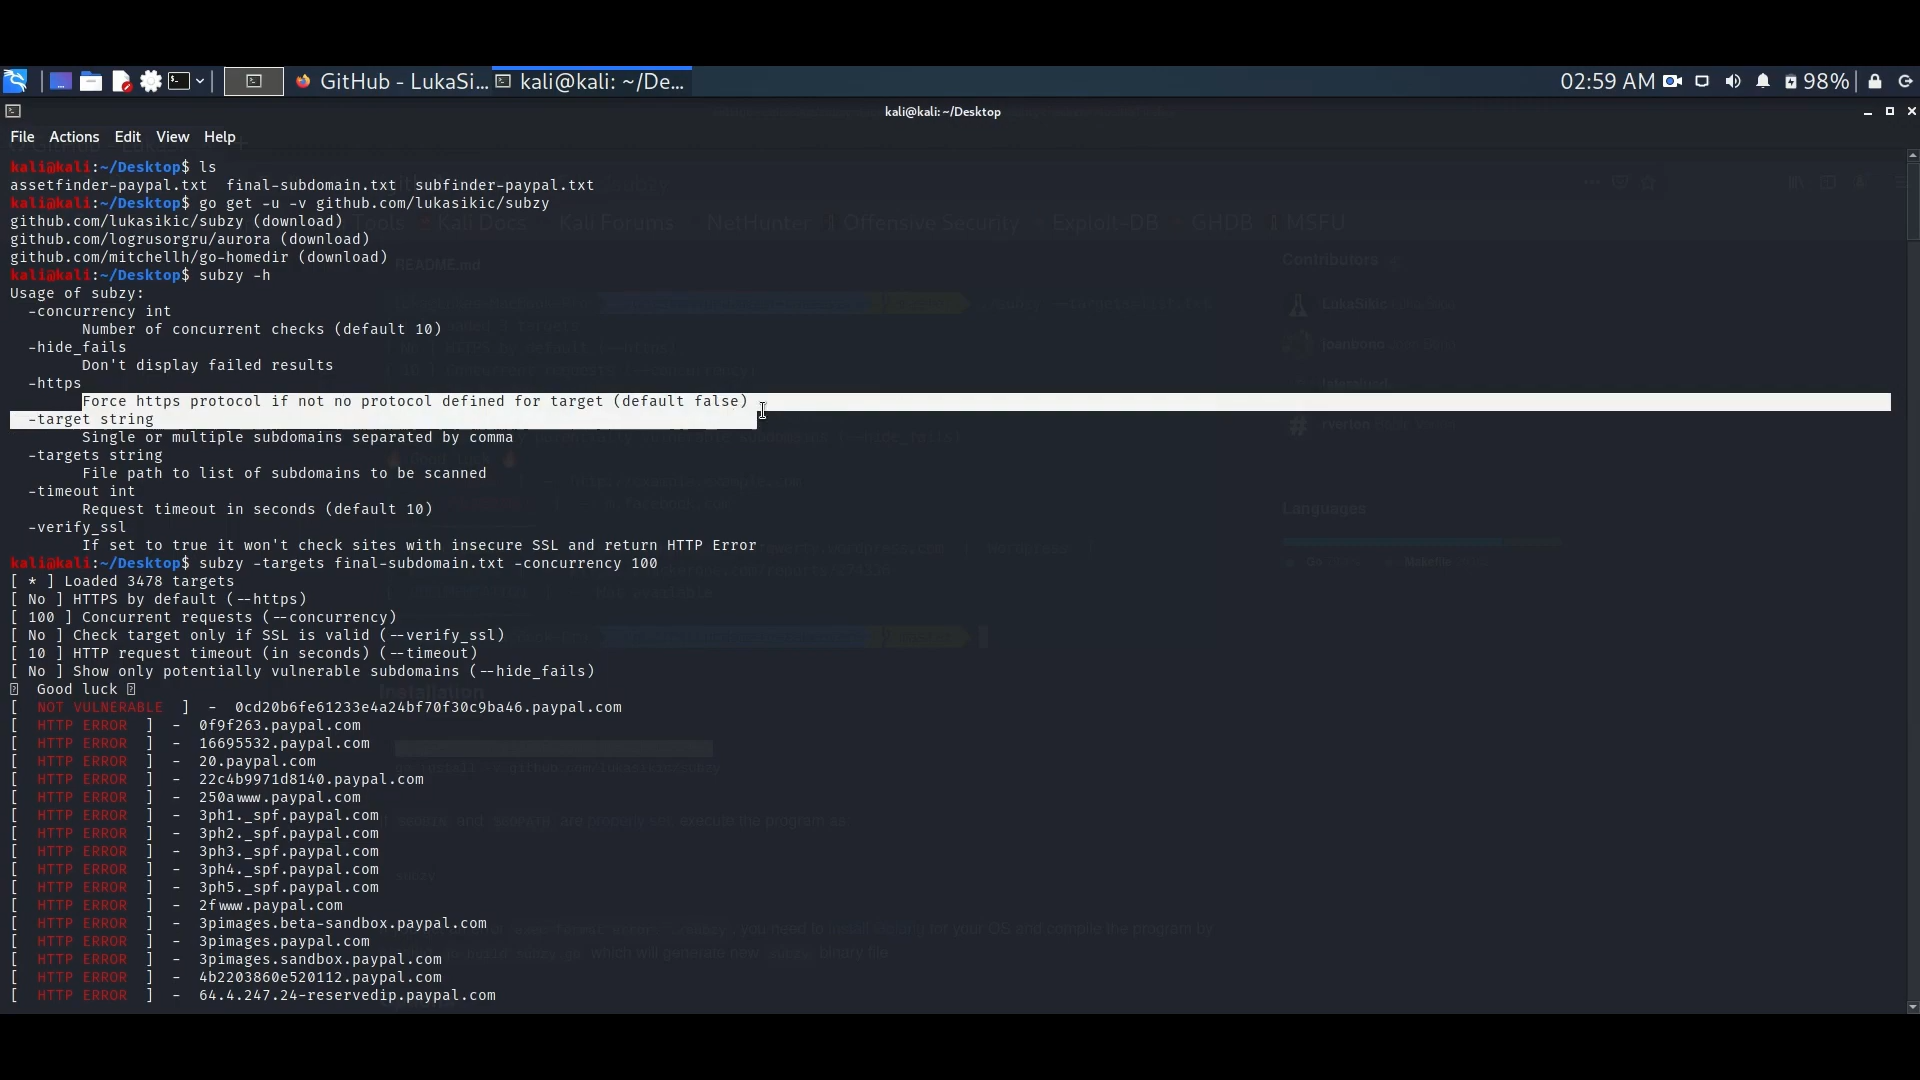 GitHub - LukaSi... kali@kali: ~/De... 02:59 AM 98%
kali@kali: ~/Desktop
File Actions Edit View Help
kali@kali:~/Desktop$ ls
assetfinder-paypal.txt final-subdomain.txt subfinder-paypal.txt
kali@kali:~/Desktop$ go get -u -v github.com/lukasikic/subzy
github.com/lukasikic/subzy (download)
github.com/logrusorgru/aurora (download)
github.com/mitchellh/go-homedir (download)
kali@kali:~/Desktop$ subzy -h
Usage of subzy:
-concurrency int
Number of concurrent checks (default 10)
-hide_fails
Don't display failed results
-https
Force https protocol if not no protocol defined for target (default false)
-target string
Single or multiple subdomains separated by comma
-targets string
File path to list of subdomains to be scanned
-timeout int
Request timeout in seconds (default 10)
-verify_ssl
If set to true it won't check sites with insecure SSL and return HTTP Error
kali@kali:~/Desktop$ subzy -targets final-subdomain.txt -concurrency 100
[ * ] Loaded 3478 targets
[ No ] HTTPS by default (--https)
[ 100 ] Concurrent requests (--concurrency)
[ No ] Check target only if SSL is valid (--verify_ssl)
[ 10 ] HTTP request timeout (in seconds) (--timeout)
[ No ] Show only potentially vulnerable subdomains (--hide_fails)
Good luck
[ NOT VULNERABLE ] - 0cd20b6fe61233e4a24bf70f30c9ba46.paypal.com
[ HTTP ERROR ] - 0f9f263.paypal.com
[ HTTP ERROR ] - 16695532.paypal.com
[ HTTP ERROR ] - 20.paypal.com
[ HTTP ERROR ] - 22c4b9971d8140.paypal.com
[ HTTP ERROR ] - 250awww.paypal.com
[ HTTP ERROR ] - 3ph1._spf.paypal.com
[ HTTP ERROR ] - 3ph2._spf.paypal.com
[ HTTP ERROR ] - 3ph3._spf.paypal.com
[ HTTP ERROR ] - 3ph4._spf.paypal.com
[ HTTP ERROR ] - 3ph5._spf.paypal.com
[ HTTP ERROR ] - 2fwww.paypal.com
[ HTTP ERROR ] - 3pimages.beta-sandbox.paypal.com
[ HTTP ERROR ] - 3pimages.paypal.com
[ HTTP ERROR ] - 3pimages.sandbox.paypal.com
[ HTTP ERROR ] - 4b2203860e520112.paypal.com
[ HTTP ERROR ] - 64.4.247.24-reservedip.paypal.com